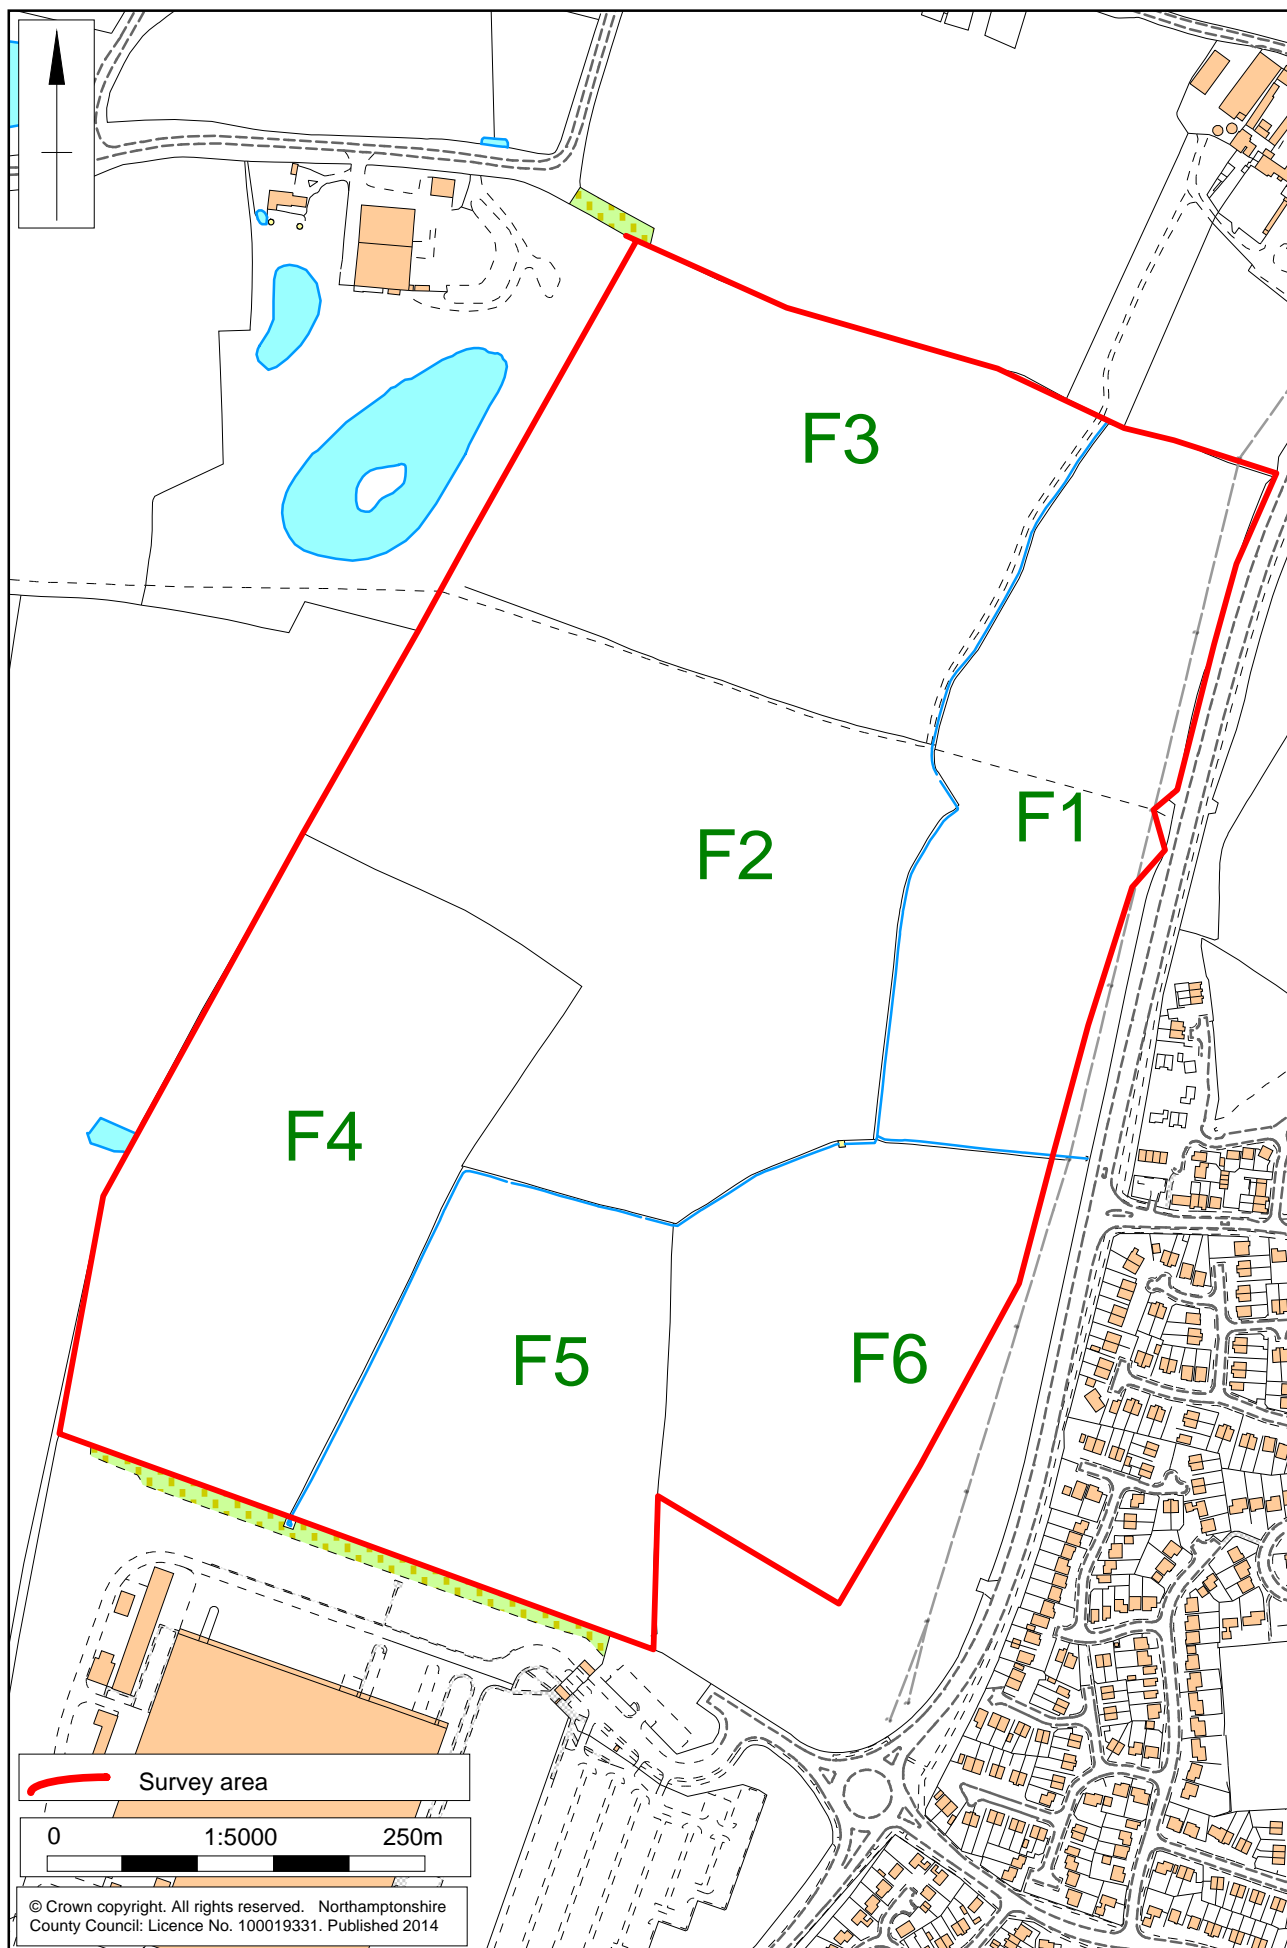 F3
F1
F2
F4
F5
F6
Survey area
0 1:5000 250m
© Crown copyright. All rights reserved. Northamptonshire
County Council: Licence No. 100019331. Published 2014